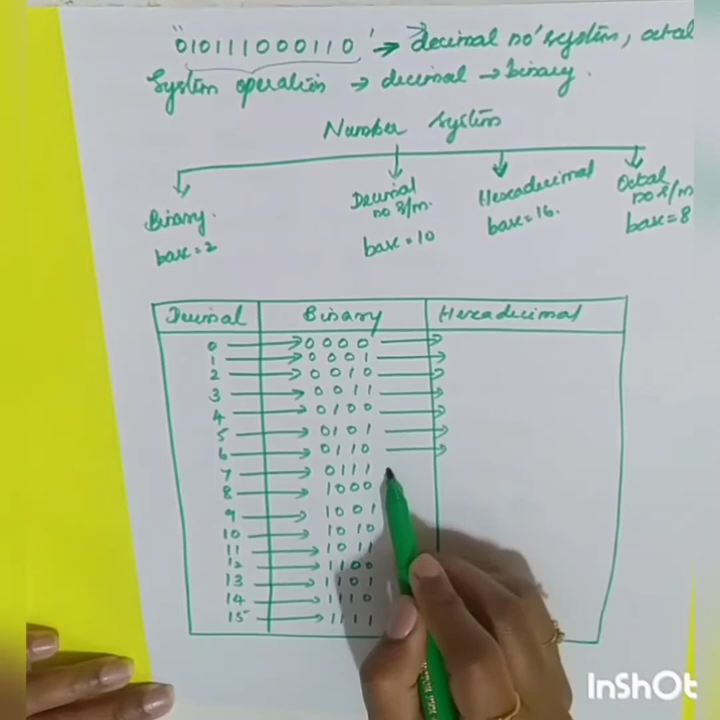 "010111000110' → decimal no' system, octal
System operation → decimal → binary.
Number system
Binary. base = 2
Decimal no s/m. base = 10
Hexadecimal base = 16.
Octal no s/m base = 8
Decimal Binary Hexadecimal
0 → 0000 →
1 → 0001 →
2 → 0010 →
3 → 0011 →
4 → 0100 →
5 → 0101 →
6 → 0110 →
7 → 0111
8 → 1000
9 → 1001
10 → 1010
11 → 1011
12 → 1100
13 → 1101
14 → 1110
15 → 1111
InShOt